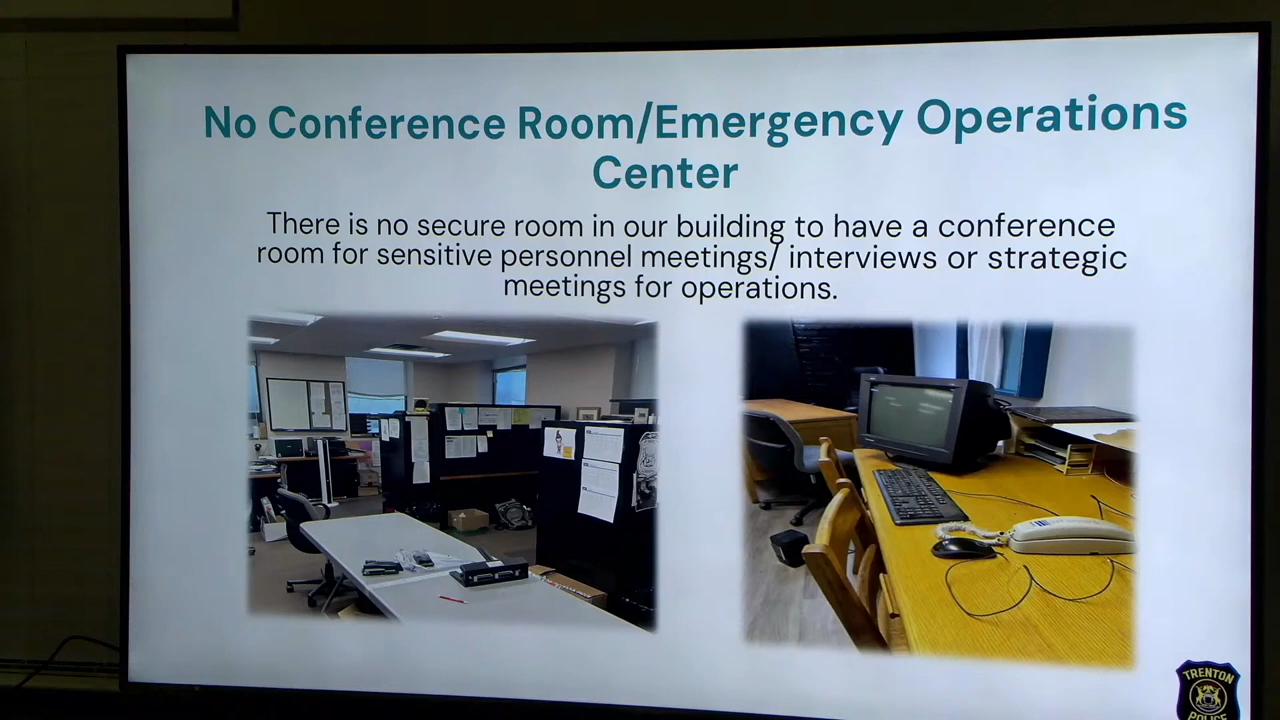 No Conference Room/Emergency Operations
Center
There is no secure room in our building to have a conference
room for sensitive personnel meetings/ interviews or strategic
meetings for operations.
TRENTON
POLICE